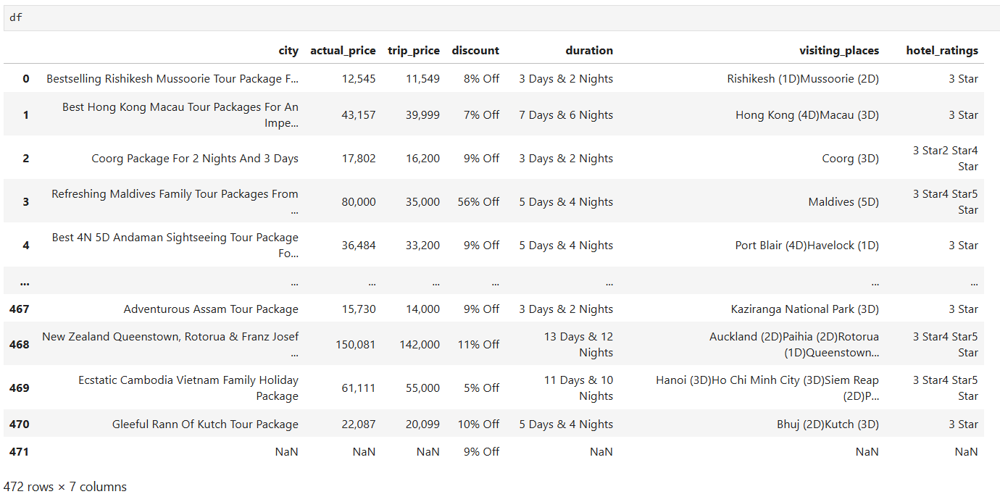 df
city actual_price trip_price discount duration visiting_places hotel_ratings
0 Bestselling Rishikesh Mussoorie Tour Package F... 12,545 11,549 8% Off 3 Days & 2 Nights Rishikesh (1D)Mussoorie (2D) 3 Star
1 Best Hong Kong Macau Tour Packages For An 43,157 39,999 7% Off 7 Days & 6 Nights Hong Kong (4D)Macau (3D) 3 Star
Impe...
2 Coorg Package For 2 Nights And 3 Days 17,802 16,200 9% Off 3 Days & 2 Nights Coorg (3D) 3 Star2 Star4
Star
3 Refreshing Maldives Family Tour Packages From 80,000 35,000 56% Off 5 Days & 4 Nights Maldives (5D) 3 Star4 Star5
... Star
4 Best 4N 5D Andaman Sightseeing Tour Package 36,484 33,200 9% Off 5 Days & 4 Nights Port Blair (4D)Havelock (1D) 3 Star
Fo...
... ... ... ... ... ... ... ...
467 Adventurous Assam Tour Package 15,730 14,000 9% Off 3 Days & 2 Nights Kaziranga National Park (3D) 3 Star
468 New Zealand Queenstown, Rotorua & Franz Josef 150,081 142,000 11% Off 13 Days & 12 Auckland (2D)Paihia (2D)Rotorua 3 Star4 Star5
... Nights (1D)Queenstown... Star
469 Ecstatic Cambodia Vietnam Family Holiday 61,111 55,000 5% Off 11 Days & 10 Hanoi (3D)Ho Chi Minh City (3D)Siem Reap 3 Star4 Star5
Package Nights (2D)P... Star
470 Gleeful Rann Of Kutch Tour Package 22,087 20,099 10% Off 5 Days & 4 Nights Bhuj (2D)Kutch (3D) 3 Star
471 NaN NaN NaN 9% Off NaN NaN NaN
472 rows × 7 columns